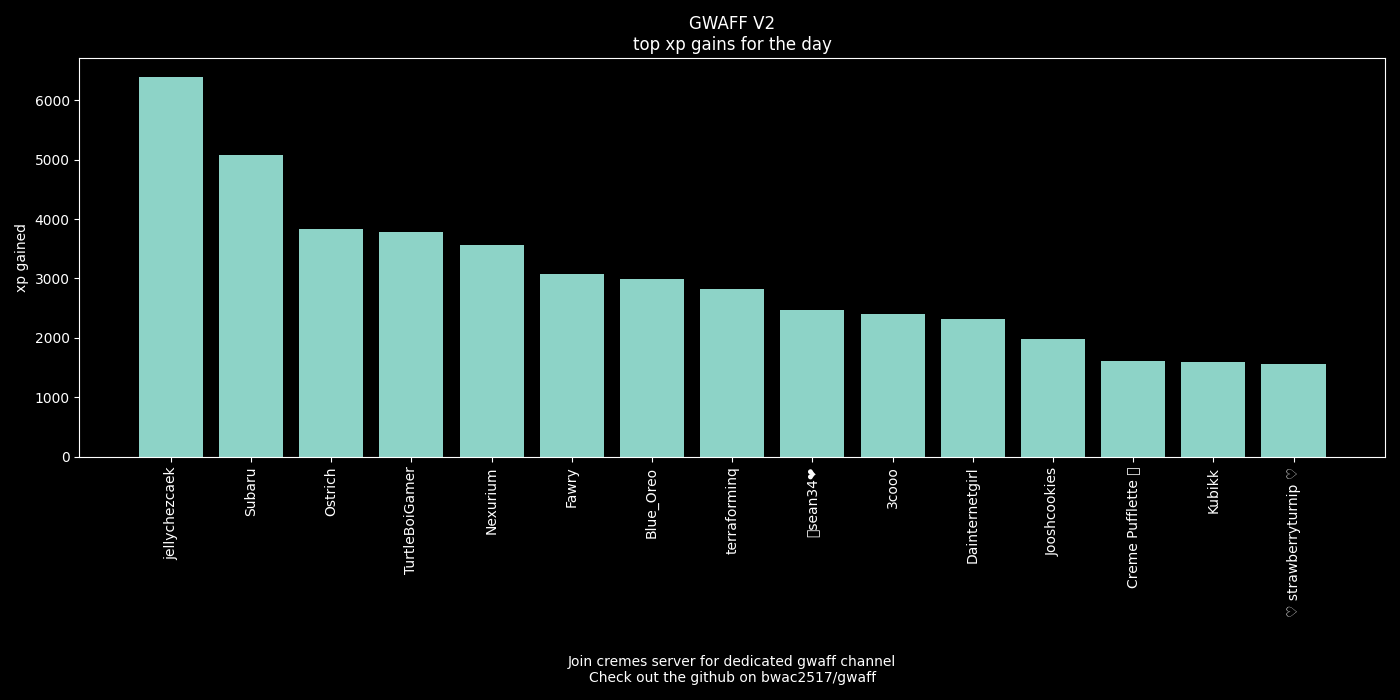 GWAFF V2
top xp gains for the day
xp gained
6000
5000
4000
3000
2000
1000
0
jellychezcaek
Subaru
Ostrich
TurtleBoiGamer
Nexurium
Fawry
Blue_Oreo
terraforminq
▯sean34❤
3cooo
Dainternetgirl
Jooshcookies
Creme Pufflette ▯
Kubikk
♡ strawberryturnip ♡
Join cremes server for dedicated gwaff channel
Check out the github on bwac2517/gwaff